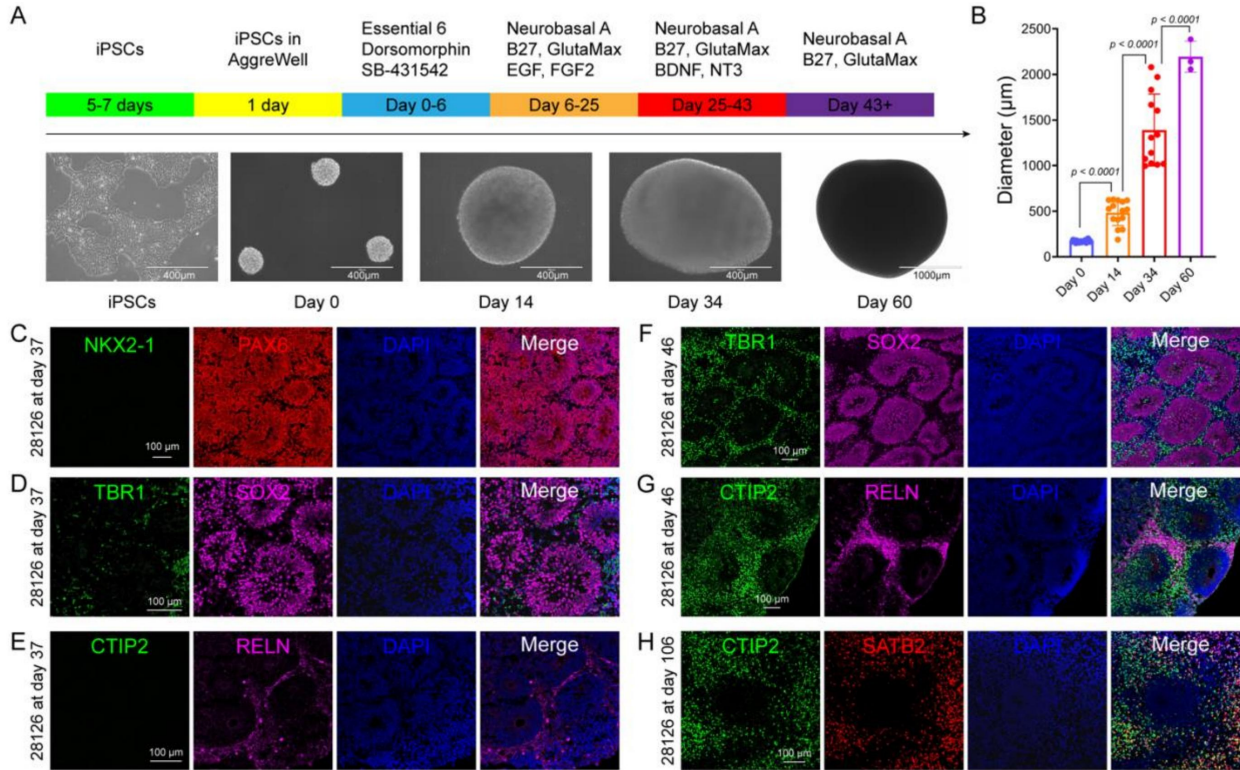 A
iPSCs
iPSCs in
AggreWell
Essential 6
Dorsomorphin
SB-431542
Neurobasal A
B27, GlutaMax
EGF, FGF2
Neurobasal A
B27, GlutaMax
BDNF, NT3
Neurobasal A
B27, GlutaMax
5-7 days
1 day
Day 0-6
Day 6-25
Day 25-43
Day 43+
400μm
400μm
400μm
400μm
1000μm
iPSCs
Day 0
Day 14
Day 34
Day 60
B
Diameter (μm)
2500
2000
1500
1000
500
0
p < 0.0001
p < 0.0001
p < 0.0001
Day 0
Day 14
Day 34
Day 60
C
28126 at day 37
NKX2-1
PAX6
DAPI
Merge
100 μm
D
28126 at day 37
TBR1
SOX2
DAPI
Merge
100 μm
E
28126 at day 37
CTIP2
RELN
DAPI
Merge
100 μm
F
28126 at day 46
TBR1
SOX2
DAPI
Merge
100 μm
G
28126 at day 46
CTIP2
RELN
DAPI
Merge
100 μm
H
28126 at day 106
CTIP2
SATB2
DAPI
Merge
100 μm